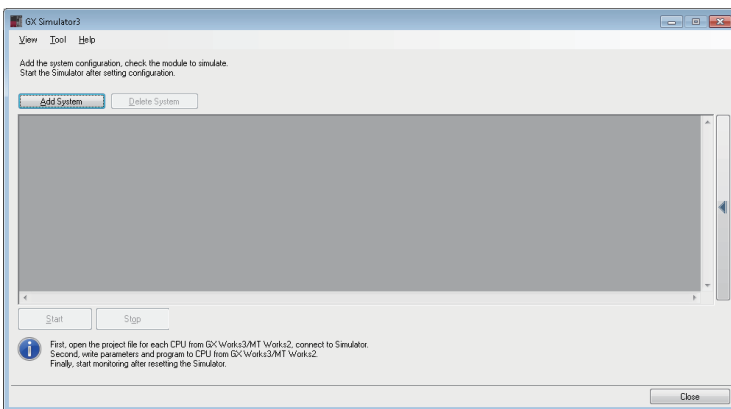 GX Simulator3
View Tool Help
Add the system configuration, check the module to simulate.
Start the Simulator after setting configuration.
Add System Delete System
Start Stop
First, open the project file for each CPU from GX Works3/MT Works2, connect to Simulator.
Second, write parameters and program to CPU from GX Works3/MT Works2.
Finally, start monitoring after resetting the Simulator.
Close